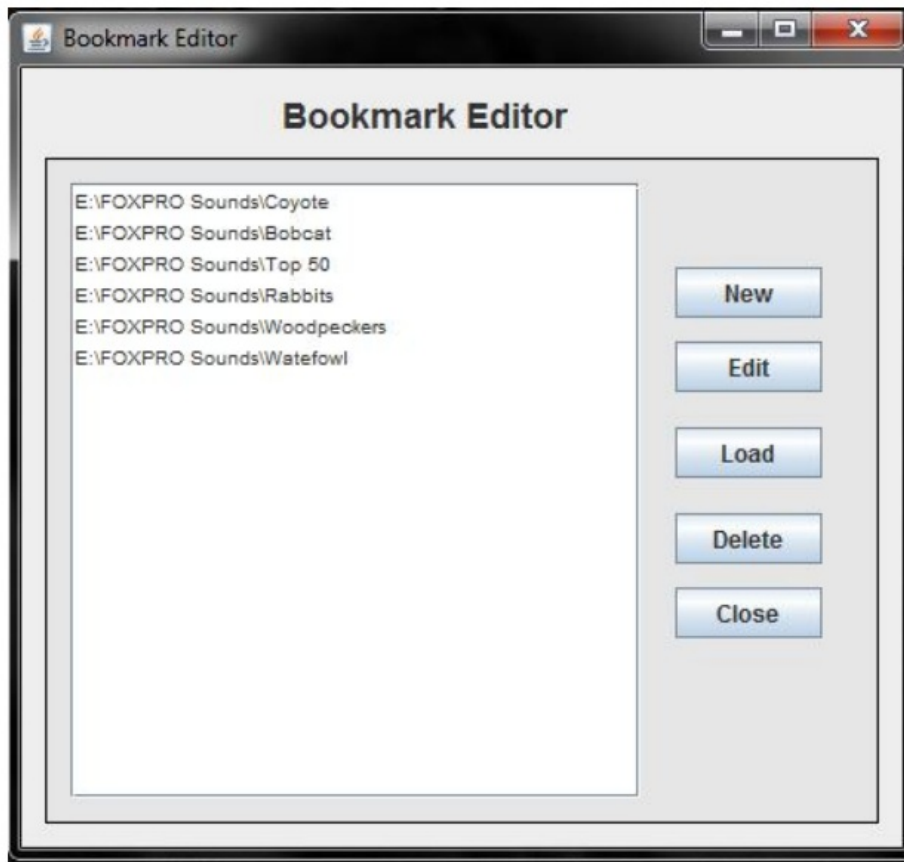 Bookmark Editor
Bookmark Editor
E:\FOXPRO Sounds\Coyote
E:\FOXPRO Sounds\Bobcat
E:\FOXPRO Sounds\Top 50
E:\FOXPRO Sounds\Rabbits
E:\FOXPRO Sounds\Woodpeckers
E:\FOXPRO Sounds\Watefowl
New
Edit
Load
Delete
Close